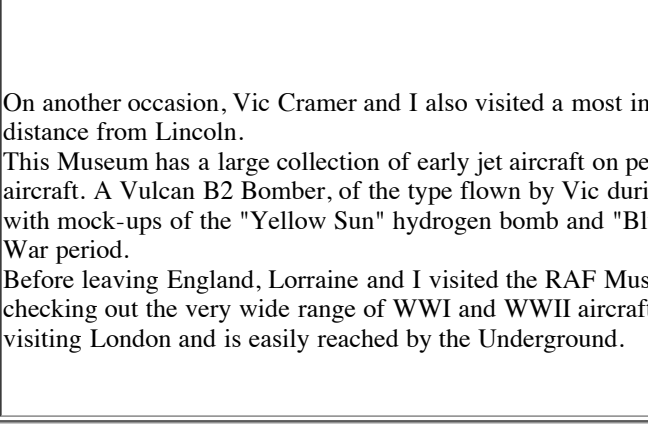 On another occasion, Vic Cramer and I also visited a most in
distance from Lincoln.
This Museum has a large collection of early jet aircraft on pe
aircraft. A Vulcan B2 Bomber, of the type flown by Vic duri
with mock-ups of the "Yellow Sun" hydrogen bomb and "Bl
War period.
Before leaving England, Lorraine and I visited the RAF Mus
checking out the very wide range of WWI and WWII aircraft
visiting London and is easily reached by the Underground.